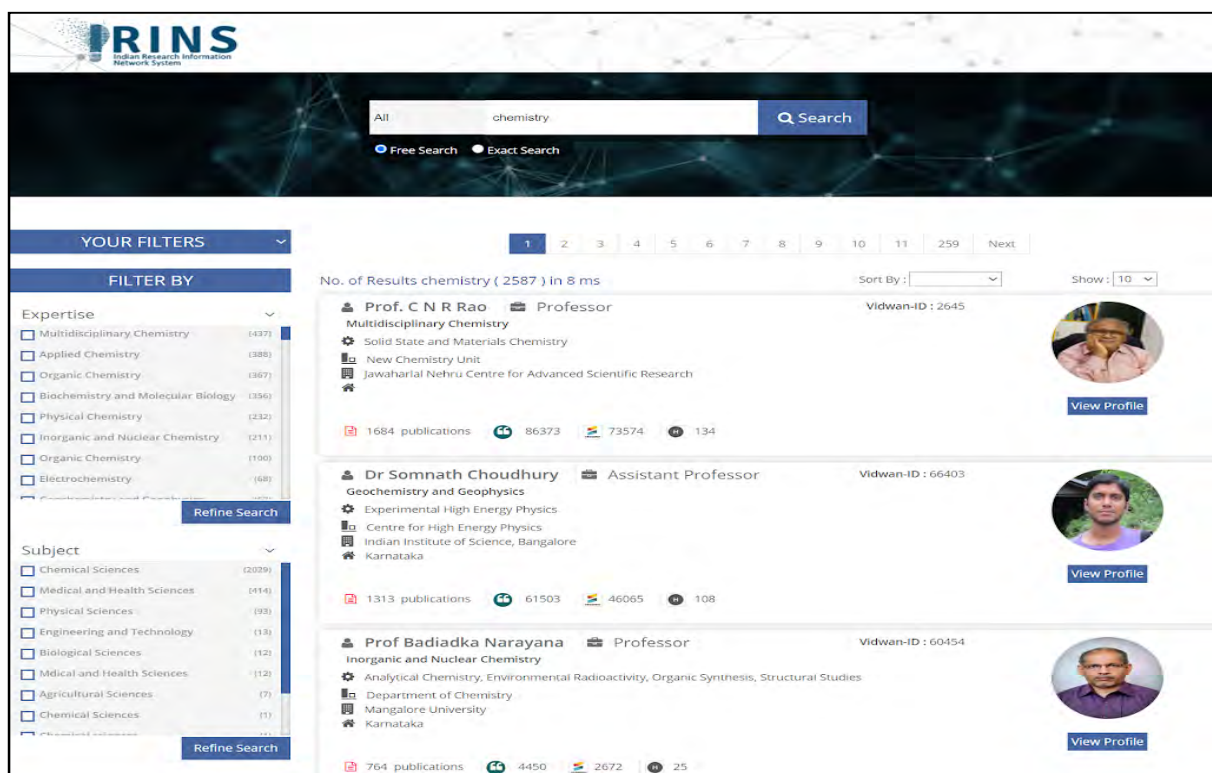 IRINS
Indian Research Information
Network System
All chemistry Search
Free Search Exact Search
YOUR FILTERS
1 2 3 4 5 6 7 8 9 10 11 259 Next
FILTER BY
No. of Results chemistry ( 2587 ) in 8 ms Sort By : Show : 10
Expertise
Multidisciplinary Chemistry (437)
Applied Chemistry (388)
Organic Chemistry (367)
Biochemistry and Molecular Biology (356)
Physical Chemistry (232)
Inorganic and Nuclear Chemistry (211)
Organic Chemistry (100)
Electrochemistry (68)
Refine Search
Subject
Chemical Sciences (2029)
Medical and Health Sciences (414)
Physical Sciences (93)
Engineering and Technology (13)
Biological Sciences (12)
Mdical and Health Sciences (12)
Agricultural Sciences (7)
Chemical Sciences (1)
Refine Search
Prof. C N R Rao Professor Vidwan-ID : 2645
Multidisciplinary Chemistry
Solid State and Materials Chemistry
New Chemistry Unit
Jawaharlal Nehru Centre for Advanced Scientific Research
View Profile
1684 publications 86373 73574 H 134
Dr Somnath Choudhury Assistant Professor Vidwan-ID : 66403
Geochemistry and Geophysics
Experimental High Energy Physics
Centre for High Energy Physics
Indian Institute of Science, Bangalore
Karnataka
View Profile
1313 publications 61503 46065 H 108
Prof Badiadka Narayana Professor Vidwan-ID : 60454
Inorganic and Nuclear Chemistry
Analytical Chemistry, Environmental Radioactivity, Organic Synthesis, Structural Studies
Department of Chemistry
Mangalore University
Karnataka
View Profile
764 publications 4450 2672 H 25